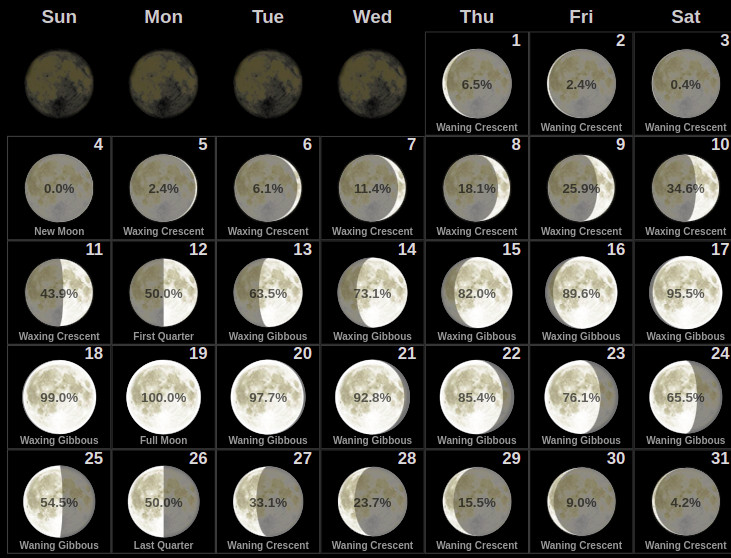 Sun Mon Tue Wed Thu Fri Sat
1 2 3
6.5% 2.4% 0.4%
Waning Crescent Waning Crescent Waning Crescent
4 5 6 7 8 9 10
0.0% 2.4% 6.1% 11.4% 18.1% 25.9% 34.6%
New Moon Waxing Crescent Waxing Crescent Waxing Crescent Waxing Crescent Waxing Crescent Waxing Crescent
11 12 13 14 15 16 17
43.9% 50.0% 63.5% 73.1% 82.0% 89.6% 95.5%
Waxing Crescent First Quarter Waxing Gibbous Waxing Gibbous Waxing Gibbous Waxing Gibbous Waxing Gibbous
18 19 20 21 22 23 24
99.0% 100.0% 97.7% 92.8% 85.4% 76.1% 65.5%
Waxing Gibbous Full Moon Waning Gibbous Waning Gibbous Waning Gibbous Waning Gibbous Waning Gibbous
25 26 27 28 29 30 31
54.5% 50.0% 33.1% 23.7% 15.5% 9.0% 4.2%
Waning Gibbous Last Quarter Waning Crescent Waning Crescent Waning Crescent Waning Crescent Waning Crescent